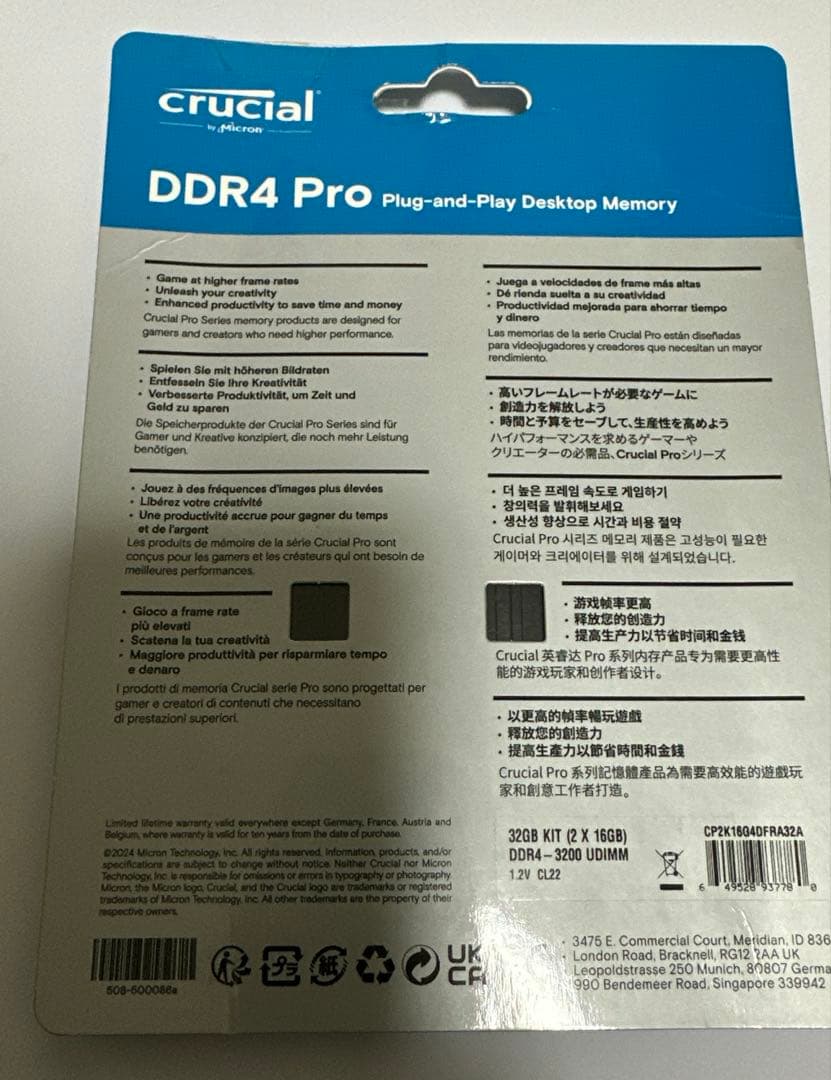 crucial
by Micron
DDR4 Pro Plug-and-Play Desktop Memory
• Game at higher frame rates
• Unleash your creativity
• Enhanced productivity to save time and money
Crucial Pro Series memory products are designed for
gamers and creators who need higher performance.
• Spielen Sie mit höheren Bildraten
• Entfesseln Sie Ihre Kreativität
• Verbesserte Produktivität, um Zeit und
Geld zu sparen
Die Speicherprodukte der Crucial Pro Series sind für
Gamer und Kreative konzipiert, die noch mehr Leistung
benötigen.
• Jouez à des fréquences d'images plus élevées
• Libérez votre créativité
• Une productivité accrue pour gagner du temps
et de l'argent
Les produits de mémoire de la série Crucial Pro sont
conçus pour les gamers et les créateurs qui ont besoin de
meilleures performances.
• Gioca a frame rate
più elevati
• Scatena la tua creatività
• Maggiore produttività per risparmiare tempo
e denaro
I prodotti di memoria Crucial serie Pro sono progettati per
gamer e creatori di contenuti che necessitano
di prestazioni superiori.
• Juega a velocidades de frame más altas
• Dé rienda suelta a su creatividad
• Productividad mejorada para ahorrar tiempo
y dinero
Las memorias de la serie Crucial Pro están diseñadas
para videojugadores y creadores que necesitan un mayor
rendimiento.
• 高いフレームレートが必要なゲームに
• 創造力を解放しよう
• 時間と予算をセーブして、生産性を高めよう
ハイパフォーマンスを求めるゲーマーや
クリエーターの必需品、Crucial Proシリーズ
• 더 높은 프레임 속도로 게임하기
• 창의력을 발휘해보세요
• 생산성 향상으로 시간과 비용 절약
Crucial Pro 시리즈 메모리 제품은 고성능이 필요한
게이머와 크리에이터를 위해 설계되었습니다.
• 游戏帧率更高
• 释放您的创造力
• 提高生产力以节省时间和金钱
Crucial 英睿达 Pro 系列内存产品专为需要更高性
能的游戏玩家和创作者设计。
• 以更高的幀率暢玩遊戲
• 釋放您的創造力
• 提高生產力以節省時間和金錢
Crucial Pro 系列記憶體產品為需要高效能的遊戲玩
家和創意工作者打造。
Limited lifetime warranty valid everywhere except Germany, France, Austria and
Belgium, where warranty is valid for ten years from the date of purchase.
©2024 Micron Technology, Inc. All rights reserved. Information, products, and/or
specifications are subject to change without notice. Neither Crucial nor Micron
Technology, Inc. is responsible for omissions or errors in typography or photography.
Micron, the Micron logo, Crucial, and the Crucial logo are trademarks or registered
trademarks of Micron Technology, Inc. All other trademarks are the property of their
respective owners.
508-500086a
プラ
紙
UK
CA
32GB KIT (2 X 16GB)
DDR4-3200 UDIMM
1.2V CL22
CP2K16G4DFRA32A
6 49528 93778 0
• 3475 E. Commercial Court, Meridian, ID 836
• London Road, Bracknell, RG12 2AA UK
Leopoldstrasse 250 Munich, 80807 Germa
990 Bendemeer Road, Singapore 339942